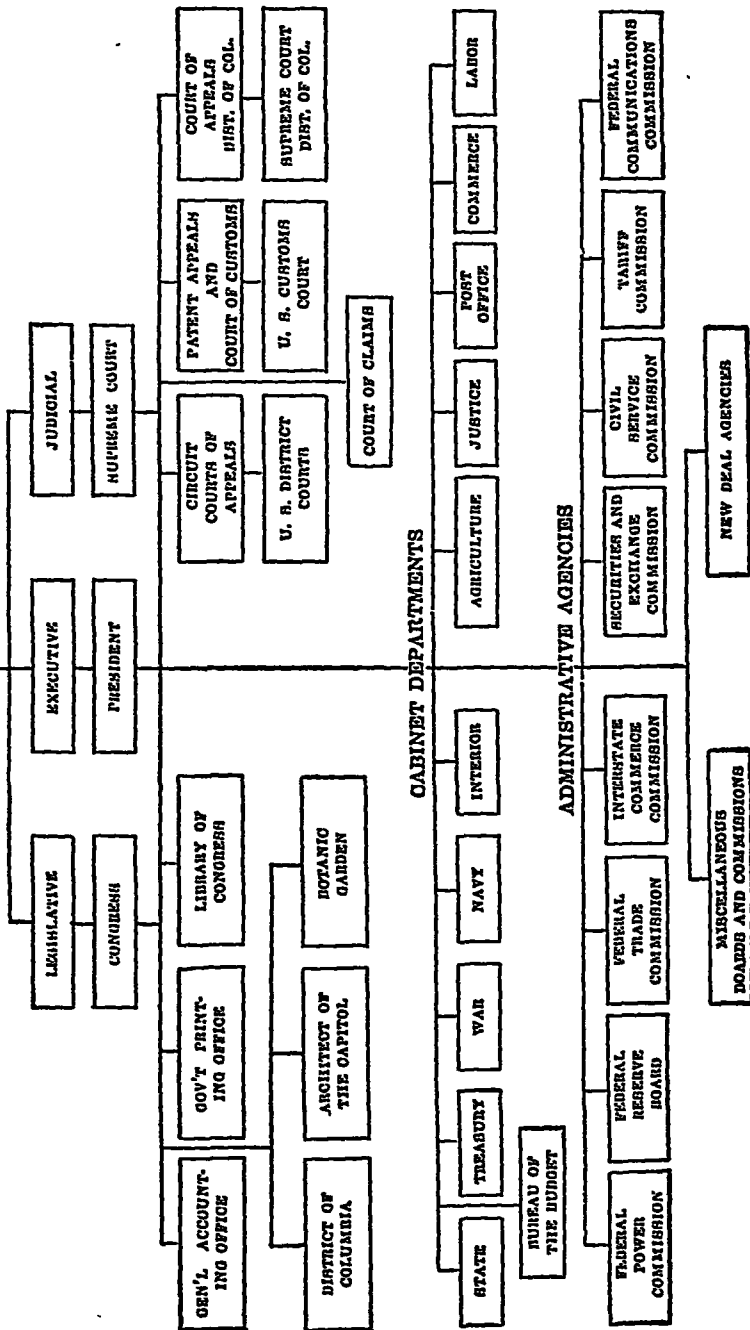 LEGISLATIVE
EXECUTIVE
JUDICIAL
CONGRESS
PRESIDENT
SUPREME COURT
GEN'L ACCOUNT-
ING OFFICE
GOV'T PRINT-
ING OFFICE
LIBRARY OF
CONGRESS
CIRCUIT
COURTS OF
APPEALS
PATENT APPEALS
AND
COURT OF CUSTOMS
COURT OF
APPEALS
DIST. OF COL.
DISTRICT OF
COLUMBIA
ARCHITECT OF
THE CAPITOL
BOTANIC
GARDEN
U. S. DISTRICT
COURTS
U. S. CUSTOMS
COURT
SUPREME COURT
DIST. OF COL.
COURT OF CLAIMS
CABINET DEPARTMENTS
STATE
TREASURY
WAR
NAVY
INTERIOR
AGRICULTURE
JUSTICE
POST
OFFICE
COMMERCE
LABOR
BUREAU OF
THE BUDGET
ADMINISTRATIVE AGENCIES
FEDERAL
POWER
COMMISSION
FEDERAL
RESERVE
BOARD
FEDERAL
TRADE
COMMISSION
INTERSTATE
COMMERCE
COMMISSION
SECURITIES AND
EXCHANGE
COMMISSION
CIVIL
SERVICE
COMMISSION
TARIFF
COMMISSION
FEDERAL
COMMUNICATIONS
COMMISSION
MISCELLANEOUS
BOARDS AND COMMISSIONS
NEW DEAL AGENCIES